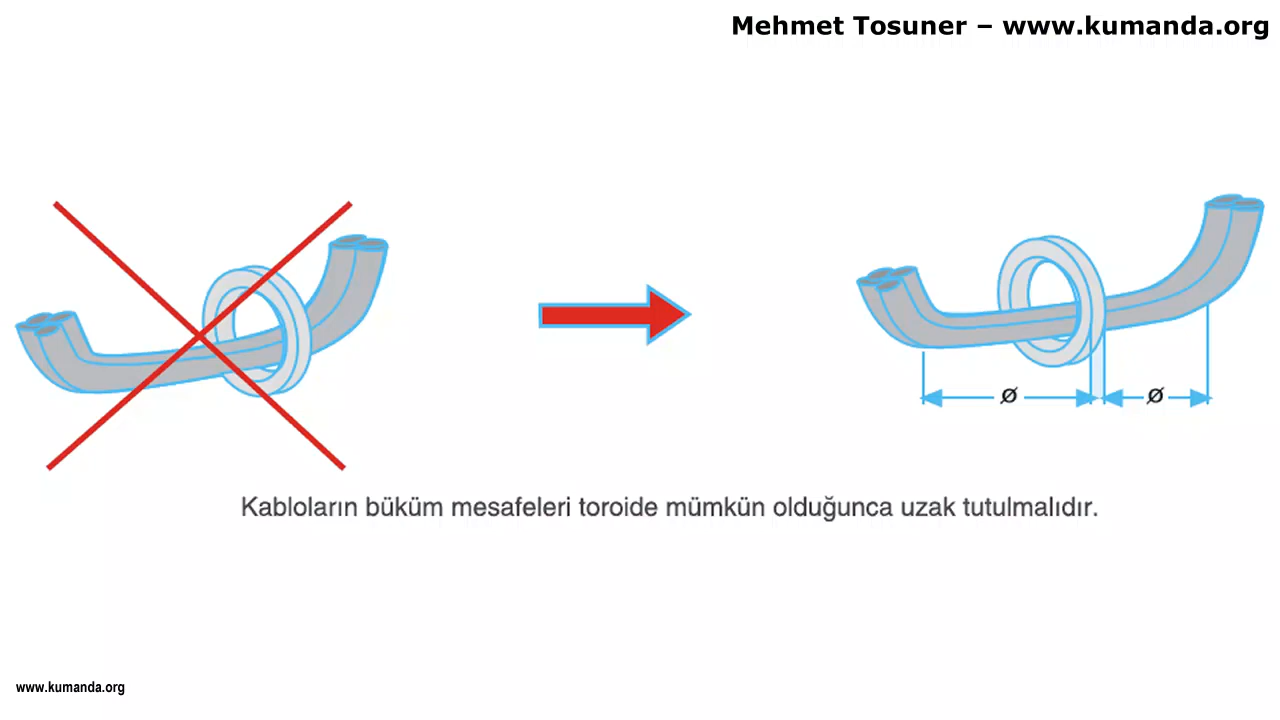 Mehmet Tosuner – www.kumanda.org
Ø
Ø
Kabloların büküm mesafeleri toroide mümkün olduğunca uzak tutulmalıdır.
www.kumanda.org